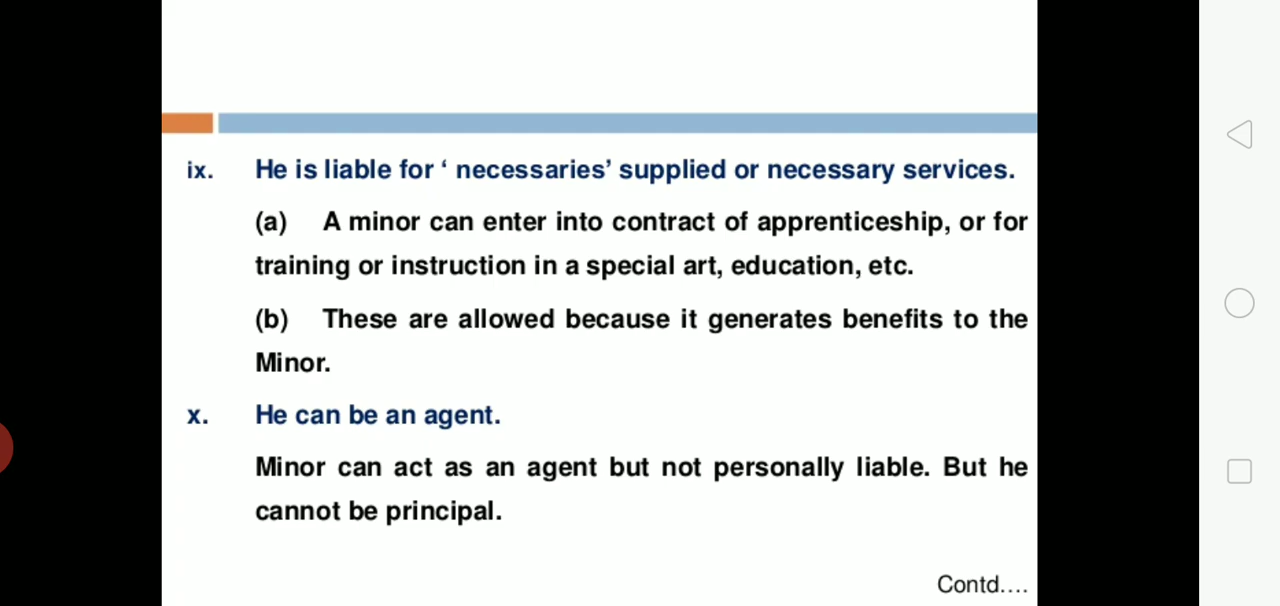 ix. He is liable for ‘ necessaries’ supplied or necessary services.
(a) A minor can enter into contract of apprenticeship, or for
training or instruction in a special art, education, etc.
(b) These are allowed because it generates benefits to the
Minor.
x. He can be an agent.
Minor can act as an agent but not personally liable. But he
cannot be principal.
Contd....